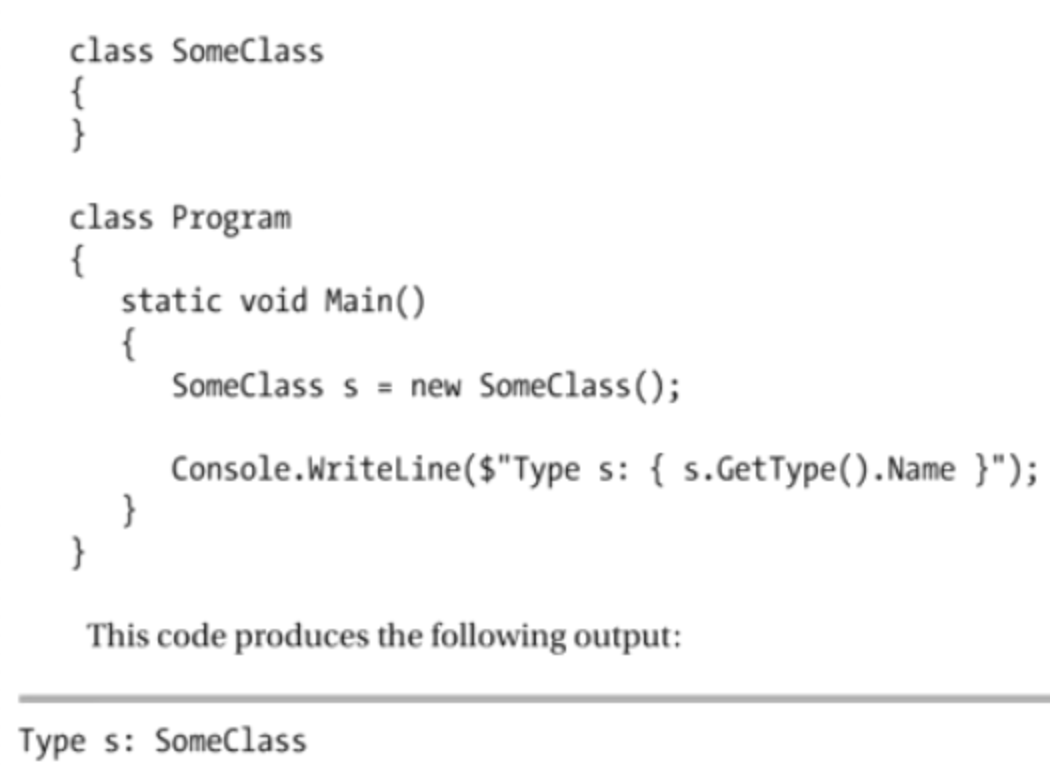 class SomeClass
{
}
class Program
{
static void Main()
{
SomeClass s = new SomeClass();
Console.WriteLine($"Type s: { s.GetType().Name }");
}
}
This code produces the following output:
Type s: SomeClass